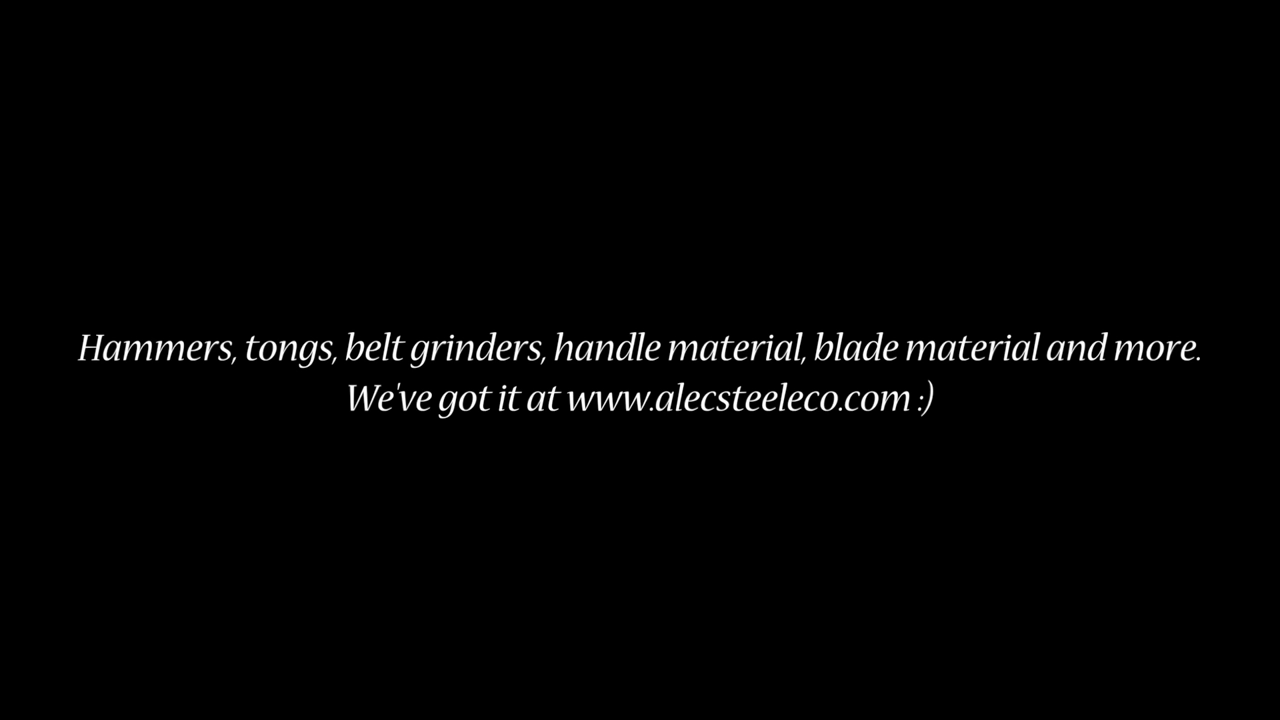 Hammers, tongs, belt grinders, handle material, blade material and more.
We've got it at www.alecsteeleco.com :)